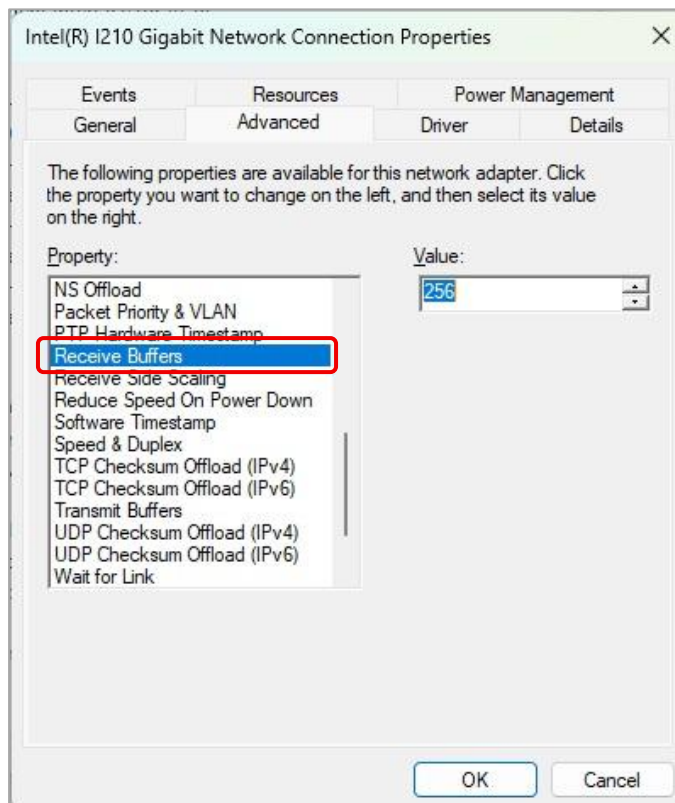 Intel(R) I210 Gigabit Network Connection Properties
Events Resources Power Management
General Advanced Driver Details
The following properties are available for this network adapter. Click
the property you want to change on the left, and then select its value
on the right.
Property: Value:
NS Offload 256
Packet Priority & VLAN
PTP Hardware Timestamp
Receive Buffers
Receive Side Scaling
Reduce Speed On Power Down
Software Timestamp
Speed & Duplex
TCP Checksum Offload (IPv4)
TCP Checksum Offload (IPv6)
Transmit Buffers
UDP Checksum Offload (IPv4)
UDP Checksum Offload (IPv6)
Wait for Link
OK Cancel